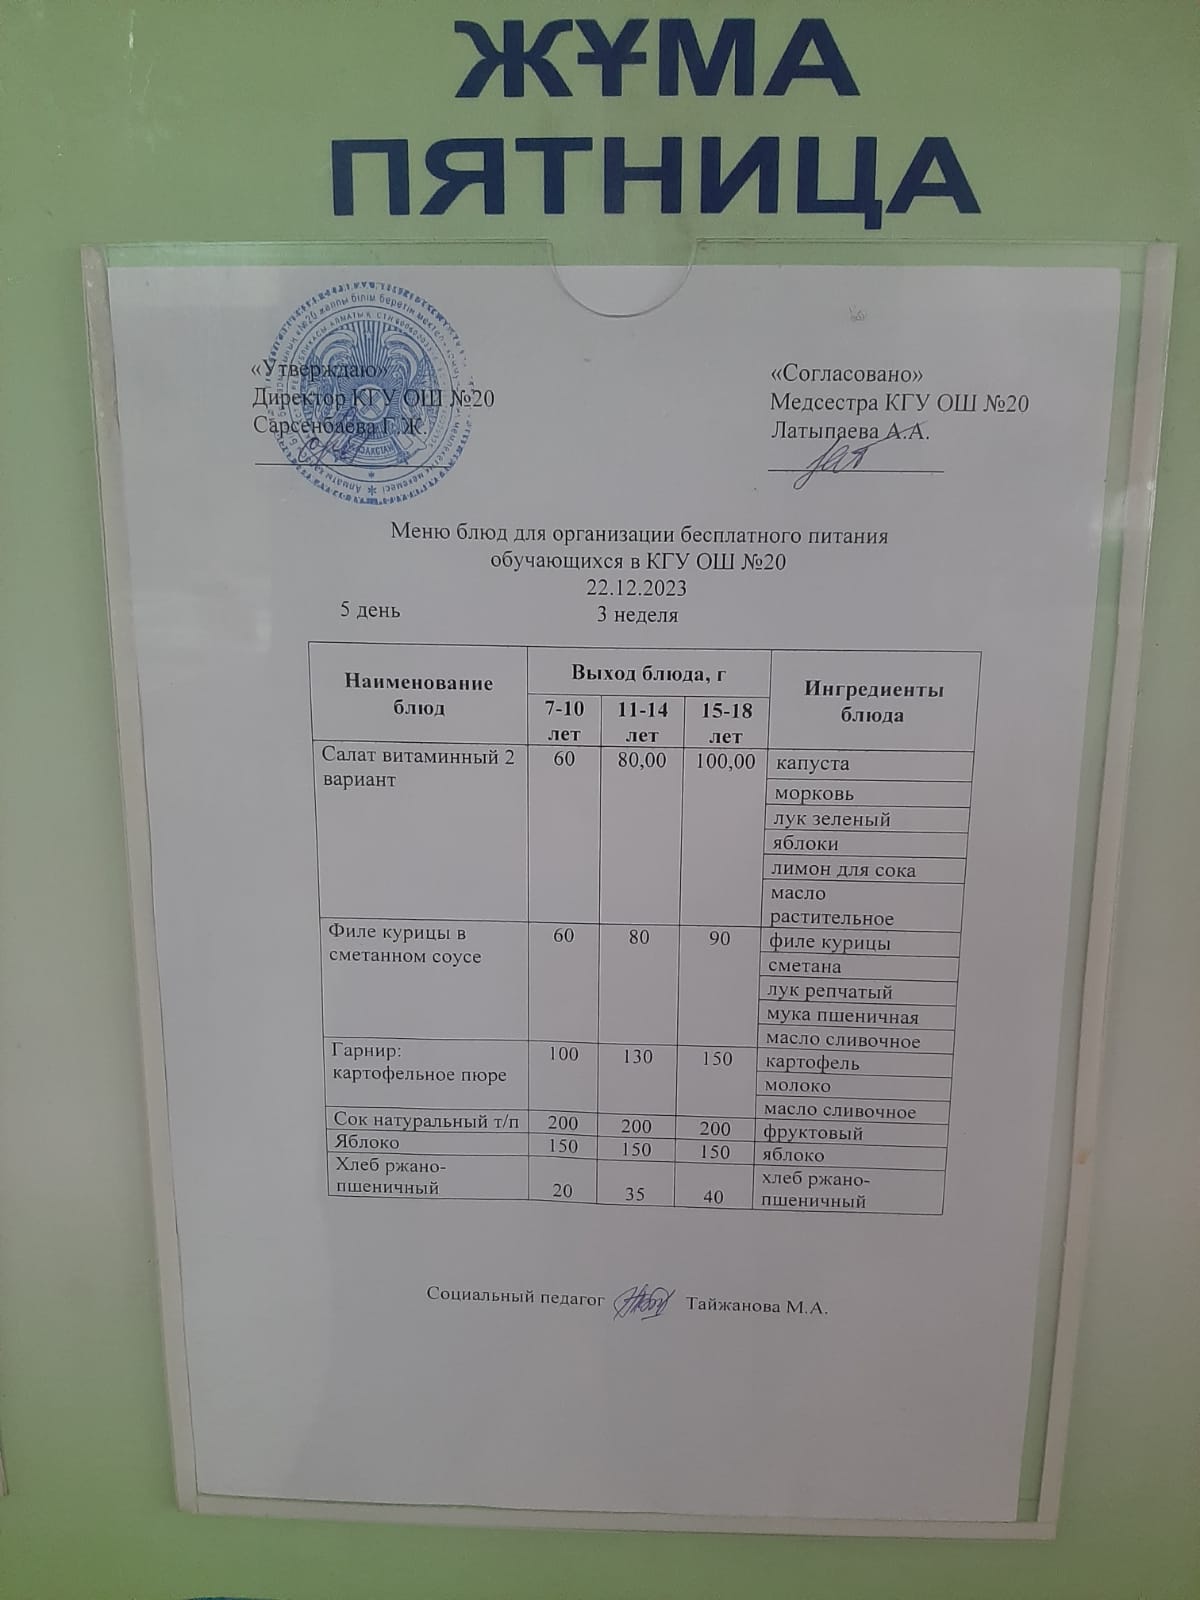 ЖҰМА
ПЯТНИЦА
«Утверждаю»
Директор КГУ ОШ №20
Сарсенбаева Г.Ж.
«Согласовано»
Медсестра КГУ ОШ №20
Латыпаева А.А.
Меню блюд для организации бесплатного питания
обучающихся в КГУ ОШ №20
22.12.2023
5 день 3 неделя
Наименование блюд Выход блюда, г Ингредиенты блюда
7-10 лет 11-14 лет 15-18 лет
Салат витаминный 2 вариант 60 80,00 100,00 капуста
морковь
лук зеленый
яблоки
лимон для сока
масло
растительное
Филе курицы в сметанном соусе 60 80 90 филе курицы
сметана
лук репчатый
мука пшеничная
масло сливочное
Гарнир: картофельное пюре 100 130 150 картофель
молоко
масло сливочное
Сок натуральный т/п 200 200 200 фруктовый
Яблоко 150 150 150 яблоко
Хлеб ржано-пшеничный 20 35 40 хлеб ржано-пшеничный
Социальный педагог Тайжанова М.А.